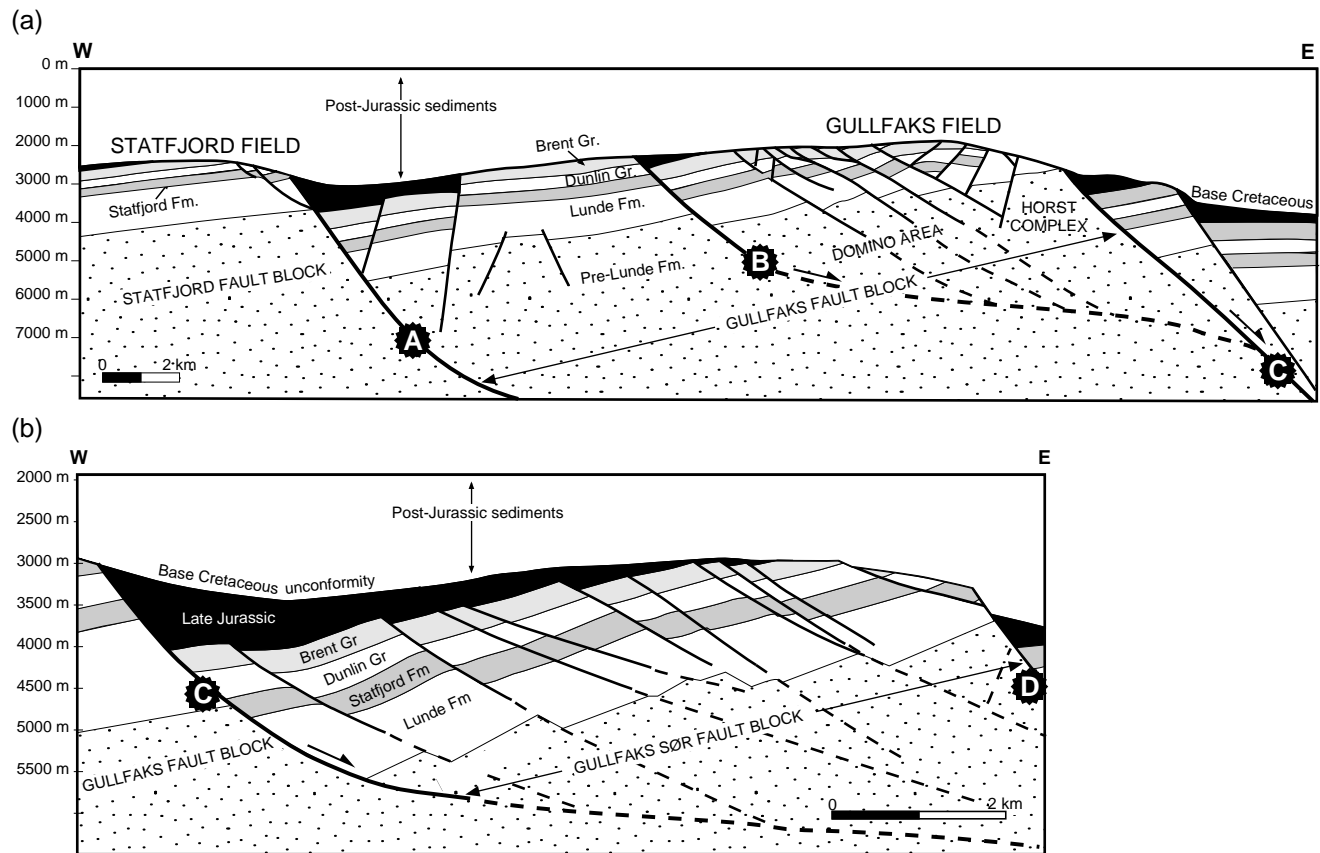 (a)
W
E
0 m
1000 m
2000 m
3000 m
4000 m
5000 m
6000 m
7000 m
Post-Jurassic sediments
STATFJORD FIELD
GULLFAKS FIELD
Brent Gr.
Dunlin Gr.
Statfjord Fm.
Lunde Fm.
Base Cretaceous
HORST
COMPLEX
DOMINO AREA
B
Pre-Lunde Fm.
STATFJORD FAULT BLOCK
GULLFAKS FAULT BLOCK
A
C
0 2 km
(b)
W
E
2000 m
2500 m
3000 m
3500 m
4000 m
4500 m
5000 m
5500 m
Post-Jurassic sediments
Base Cretaceous unconformity
Late Jurassic
Brent Gr
Dunlin Gr
Statfjord Fm
Lunde Fm
C
D
GULLFAKS FAULT BLOCK
GULLFAKS SØR FAULT BLOCK
0 2 km